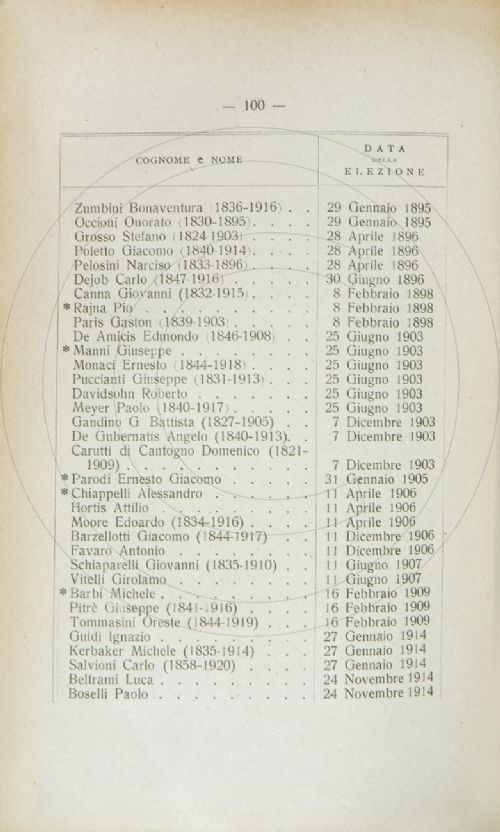 — 100 —
COGNOME e NOME
DATA
DELLA
ELEZIONE
Zumbini Bonaventura (1836-1916) . . 29 Gennaio 1895
Occioni Onorato (1830-1895) . . . . 29 Gennaio 1895
Grosso Stefano (1824-1903) . . . . 28 Aprile 1896
Poletto Giacomo (1840-1914) . . . . 28 Aprile 1896
Pelosini Narciso (1833-1896) . . . . 28 Aprile 1896
Dejob Carlo (1847-1916) . . . . . 30 Giugno 1896
Canna Giovanni (1832-1915) . . . . 8 Febbraio 1898
* Rajna Pio . . . . . . . . . 8 Febbraio 1898
Paris Gaston (1839-1903) . . . . . 8 Febbraio 1898
De Amicis Edmondo (1846-1908) . . 25 Giugno 1903
* Manni Giuseppe . . . . . . . 25 Giugno 1903
Monaci Ernesto (1844-1918) . . . . 25 Giugno 1903
Puccianti Giuseppe (1831-1913) . . . 25 Giugno 1903
Davidsohn Roberto . . . . . . 25 Giugno 1903
Meyer Paolo (1840-1917) . . . . . 25 Giugno 1903
Gandino G Battista (1827-1905) . . 7 Dicembre 1903
De Gubernatis Angelo (1840-1913) . . 7 Dicembre 1903
Carutti di Cantogno Domenico (1821-
1909) . . . . . . . . . . 7 Dicembre 1903
* Parodi Ernesto Giacomo . . . . 31 Gennaio 1905
* Chiappelli Alessandro . . . . . 11 Aprile 1906
Hortis Attilio . . . . . . . . 11 Aprile 1906
Moore Edoardo (1834-1916) . . . . 11 Aprile 1906
Barzellotti Giacomo (1844-1917) . . 11 Dicembre 1906
Favaro Antonio . . . . . . . 11 Dicembre 1906
Schiaparelli Giovanni (1835-1910) . . 11 Giugno 1907
Vitelli Girolamo . . . . . . . 11 Giugno 1907
* Barbi Michele . . . . . . . . 16 Febbraio 1909
Pitrè Giuseppe (1841-1916) . . . . 16 Febbraio 1909
Tommasini Oreste (1844-1919) . . . 16 Febbraio 1909
Guidi Ignazio . . . . . . . . 27 Gennaio 1914
Kerbaker Michele (1835-1914) . . . 27 Gennaio 1914
Salvioni Carlo (1858-1920) . . . . 27 Gennaio 1914
Beltrami Luca . . . . . . . . 24 Novembre 1914
Boselli Paolo . . . . . . . . 24 Novembre 1914